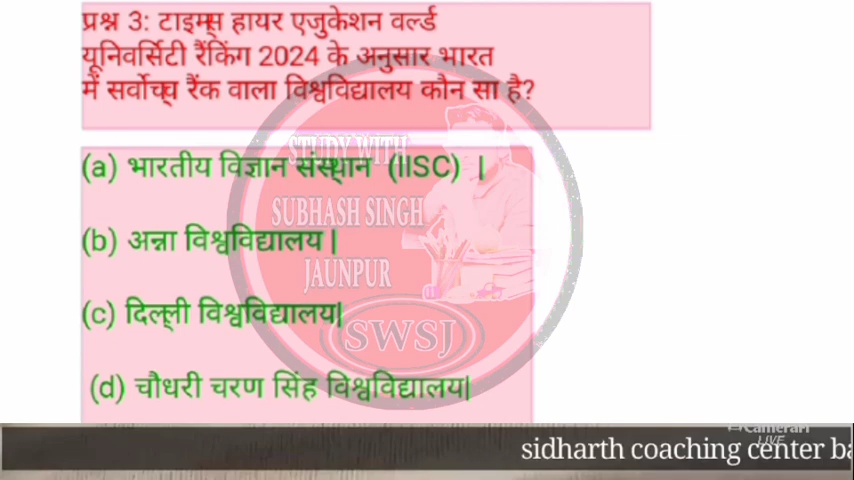 प्रश्न 3: टाइम्स हायर एजुकेशन वर्ल्ड
यूनिवर्सिटी रैंकिंग 2024 के अनुसार भारत
में सर्वोच्च रैंक वाला विश्वविद्यालय कौन सा है?
STUDY WITH
(a) भारतीय विज्ञान संस्थान (IISC) |
SUBHASH SINGH
(b) अन्ना विश्वविद्यालय |
JAUNPUR
(c) दिल्ली विश्वविद्यालय|
SWSJ
(d) चौधरी चरण सिंह विश्वविद्यालय|
LIVE
sidharth coaching center ba